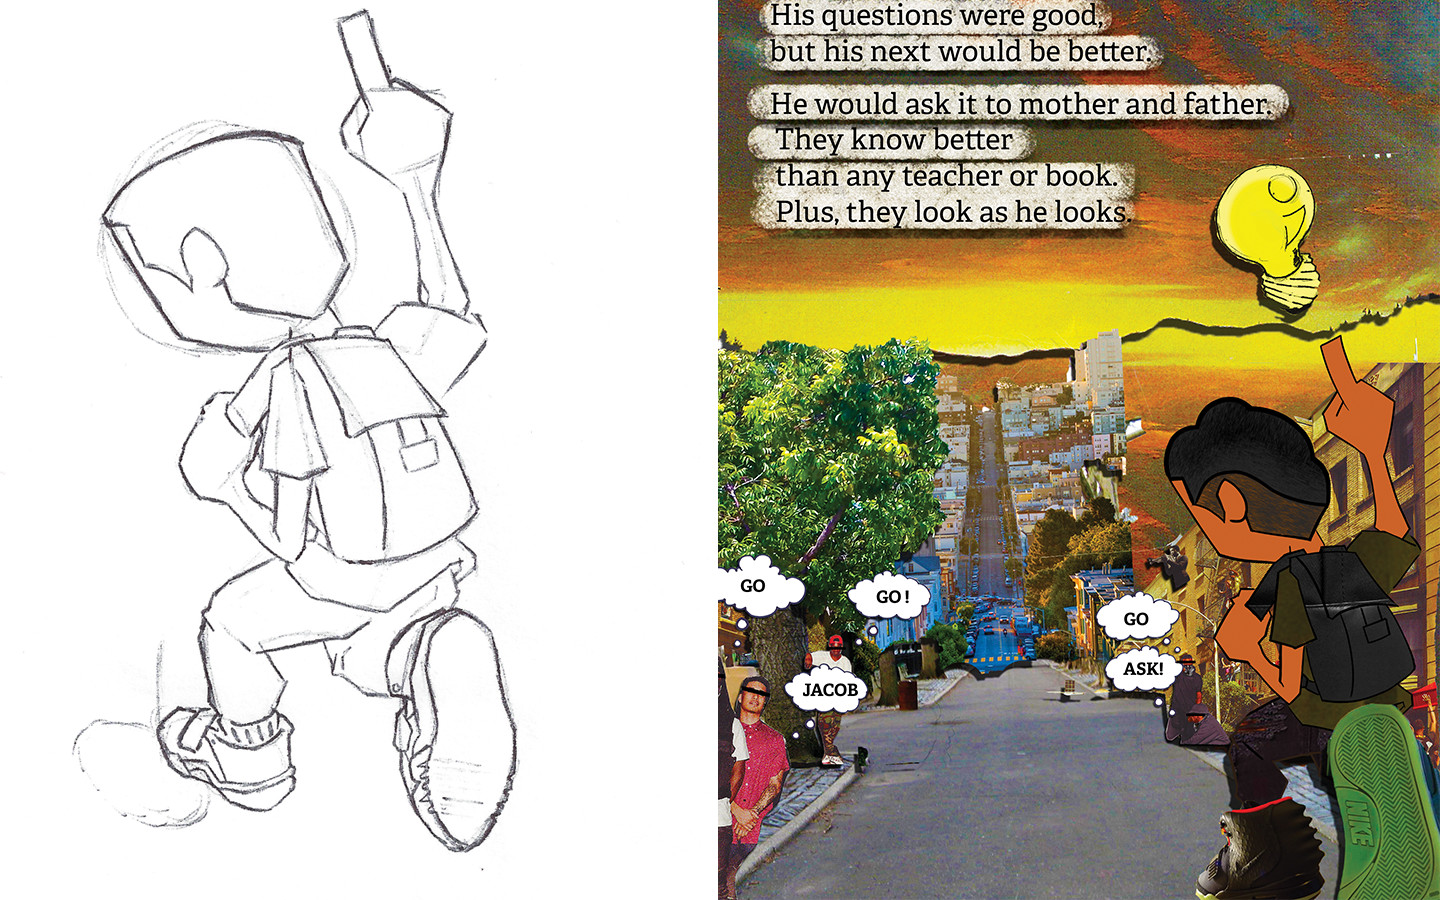 His questions were good,
but his next would be better.
He would ask it to mother and father.
They know better
than any teacher or book.
Plus, they look as he looks.
GO
GO !
JACOB
GO
ASK!
NIKE